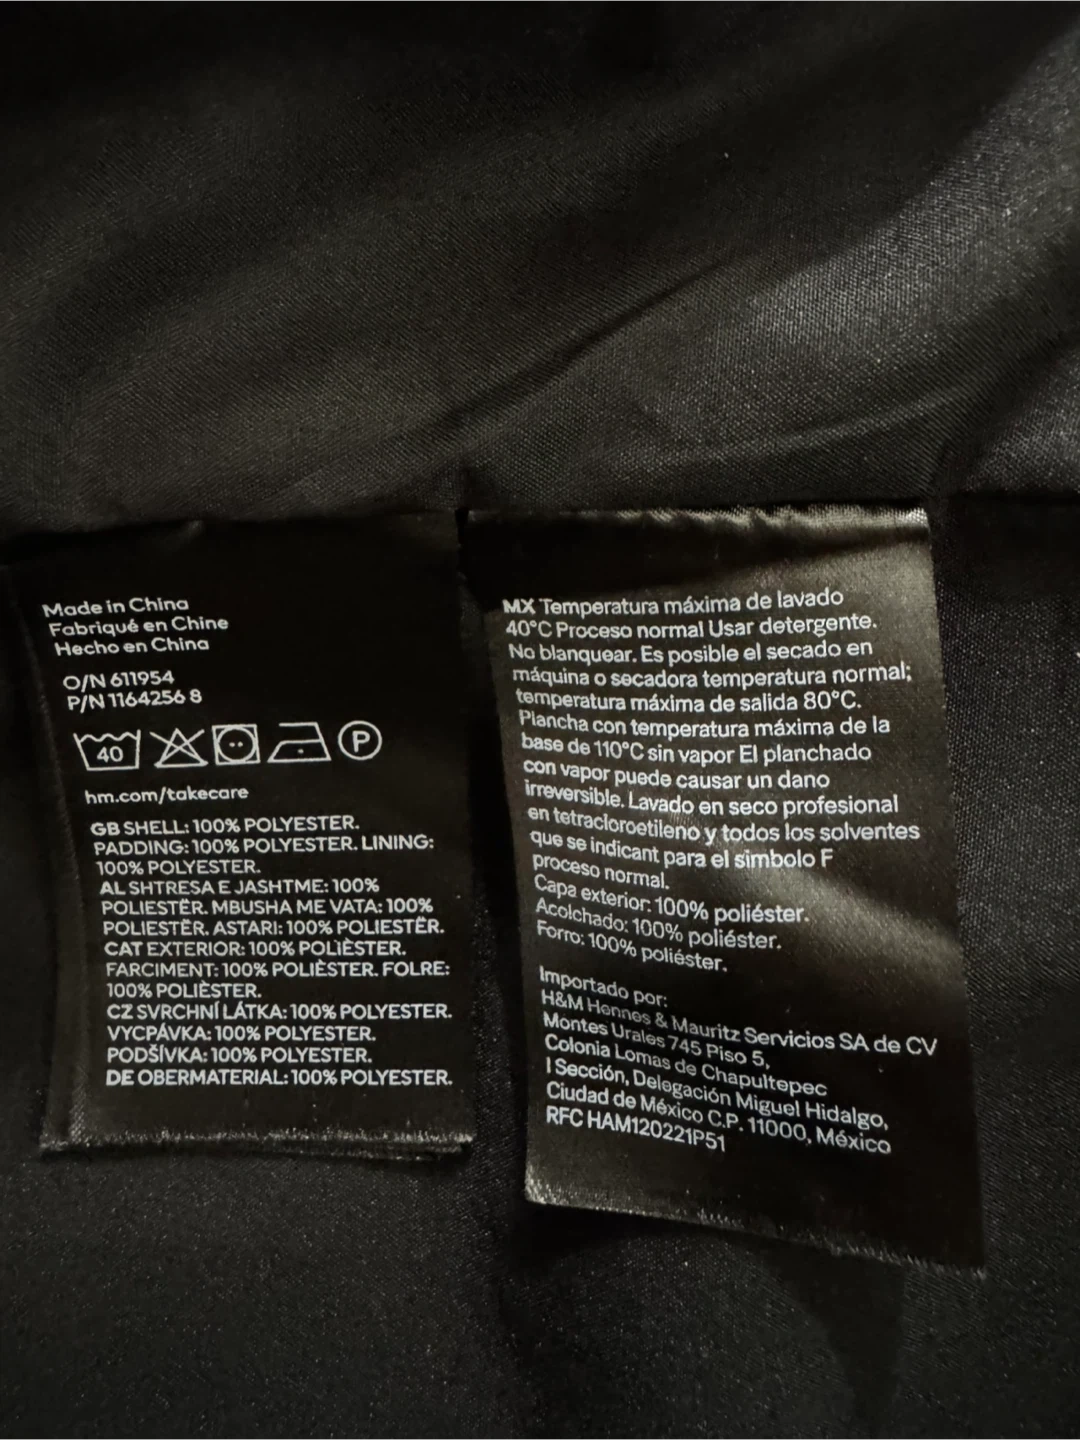 Made in China
Fabriqué en Chine
Hecho en China
O/N 611954
P/N 1164256 8
40 P
hm.com/takecare
GB SHELL: 100% POLYESTER.
PADDING: 100% POLYESTER. LINING:
100% POLYESTER.
AL SHTRESA E JASHTME: 100%
POLIESTËR. MBUSHA ME VATA: 100%
POLIESTËR. ASTARI: 100% POLIESTËR.
CAT EXTERIOR: 100% POLIÈSTER.
FARCIMENT: 100% POLIÈSTER. FOLRE:
100% POLIÈSTER.
CZ SVRCHNÍ LÁTKA: 100% POLYESTER.
VYCPÁVKA: 100% POLYESTER.
PODŠÍVKA: 100% POLYESTER.
DE OBERMATERIAL: 100% POLYESTER.
MX Temperatura máxima de lavado
40°C Proceso normal Usar detergente.
No blanquear. Es posible el secado en
máquina o secadora temperatura normal;
temperatura máxima de salida 80°C.
Plancha con temperatura máxima de la
base de 110°C sin vapor El planchado
con vapor puede causar un dano
irreversible. Lavado en seco profesional
en tetracloroetileno y todos los solventes
que se indicant para el simbolo F
proceso normal.
Capa exterior: 100% poliéster.
Acolchado: 100% poliéster.
Forro: 100% poliéster.
Importado por:
H&M Hennes & Mauritz Servicios SA de CV
Montes Urales 745 Piso 5,
Colonia Lomas de Chapultepec
I Sección, Delegación Miguel Hidalgo,
Ciudad de México C.P. 11000, México
RFC HAM120221P51